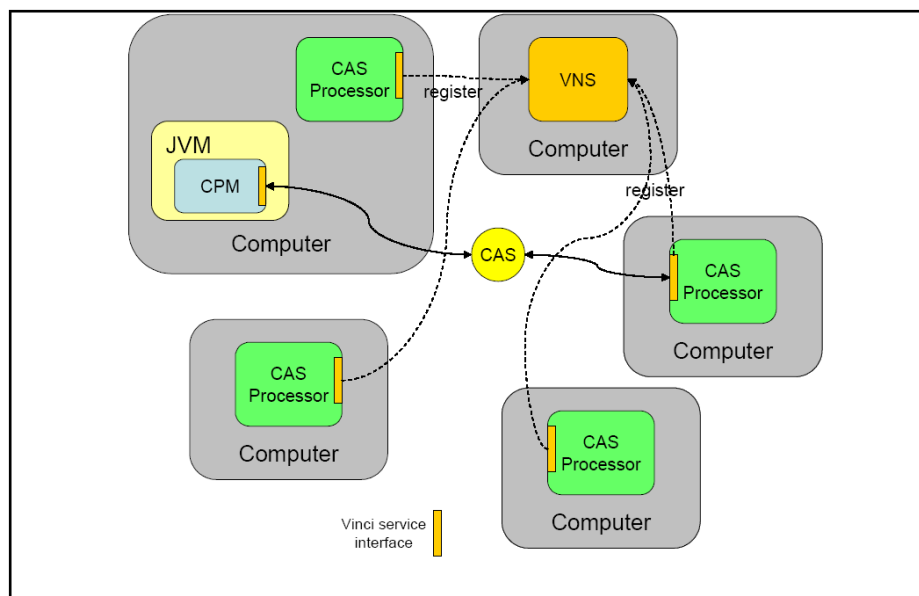 CAS
Processor
register
VNS
Computer
JVM
CPM
Computer
register
CAS
CAS
Processor
Computer
CAS
Processor
Computer
CAS
Processor
Computer
Vinci service
interface